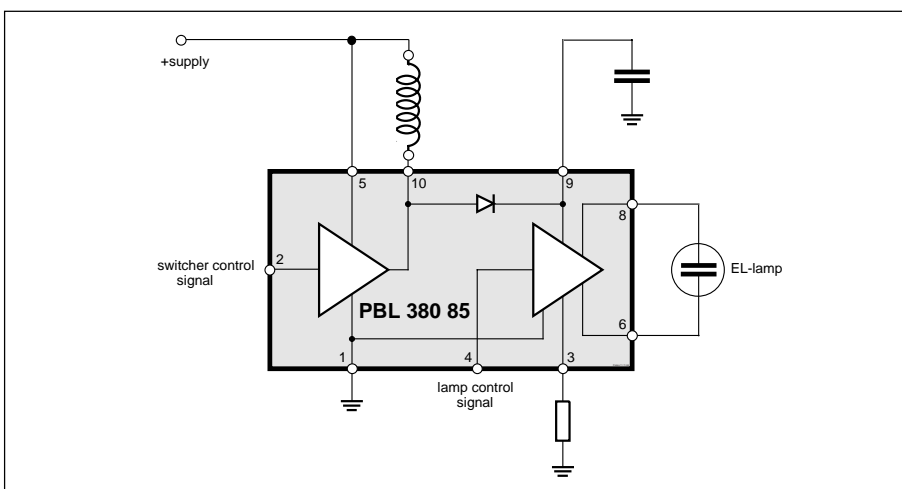 +supply
5
10
9
8
2
switcher control
signal
EL-lamp
PBL 380 85
6
1
4
3
lamp control
signal